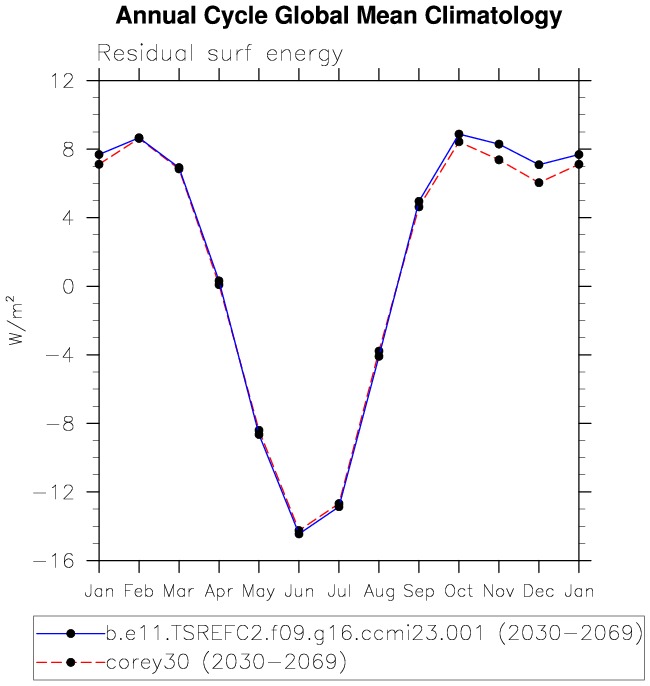 Annual Cycle Global Mean Climatology
Residual surf energy
12
8
4
0
−4
−8
−12
−16
W/m²
Jan Feb Mar Apr May Jun Jul Aug Sep Oct Nov Dec Jan
b.e11.TSREFC2.f09.g16.ccmi23.001 (2030−2069)
corey30 (2030−2069)